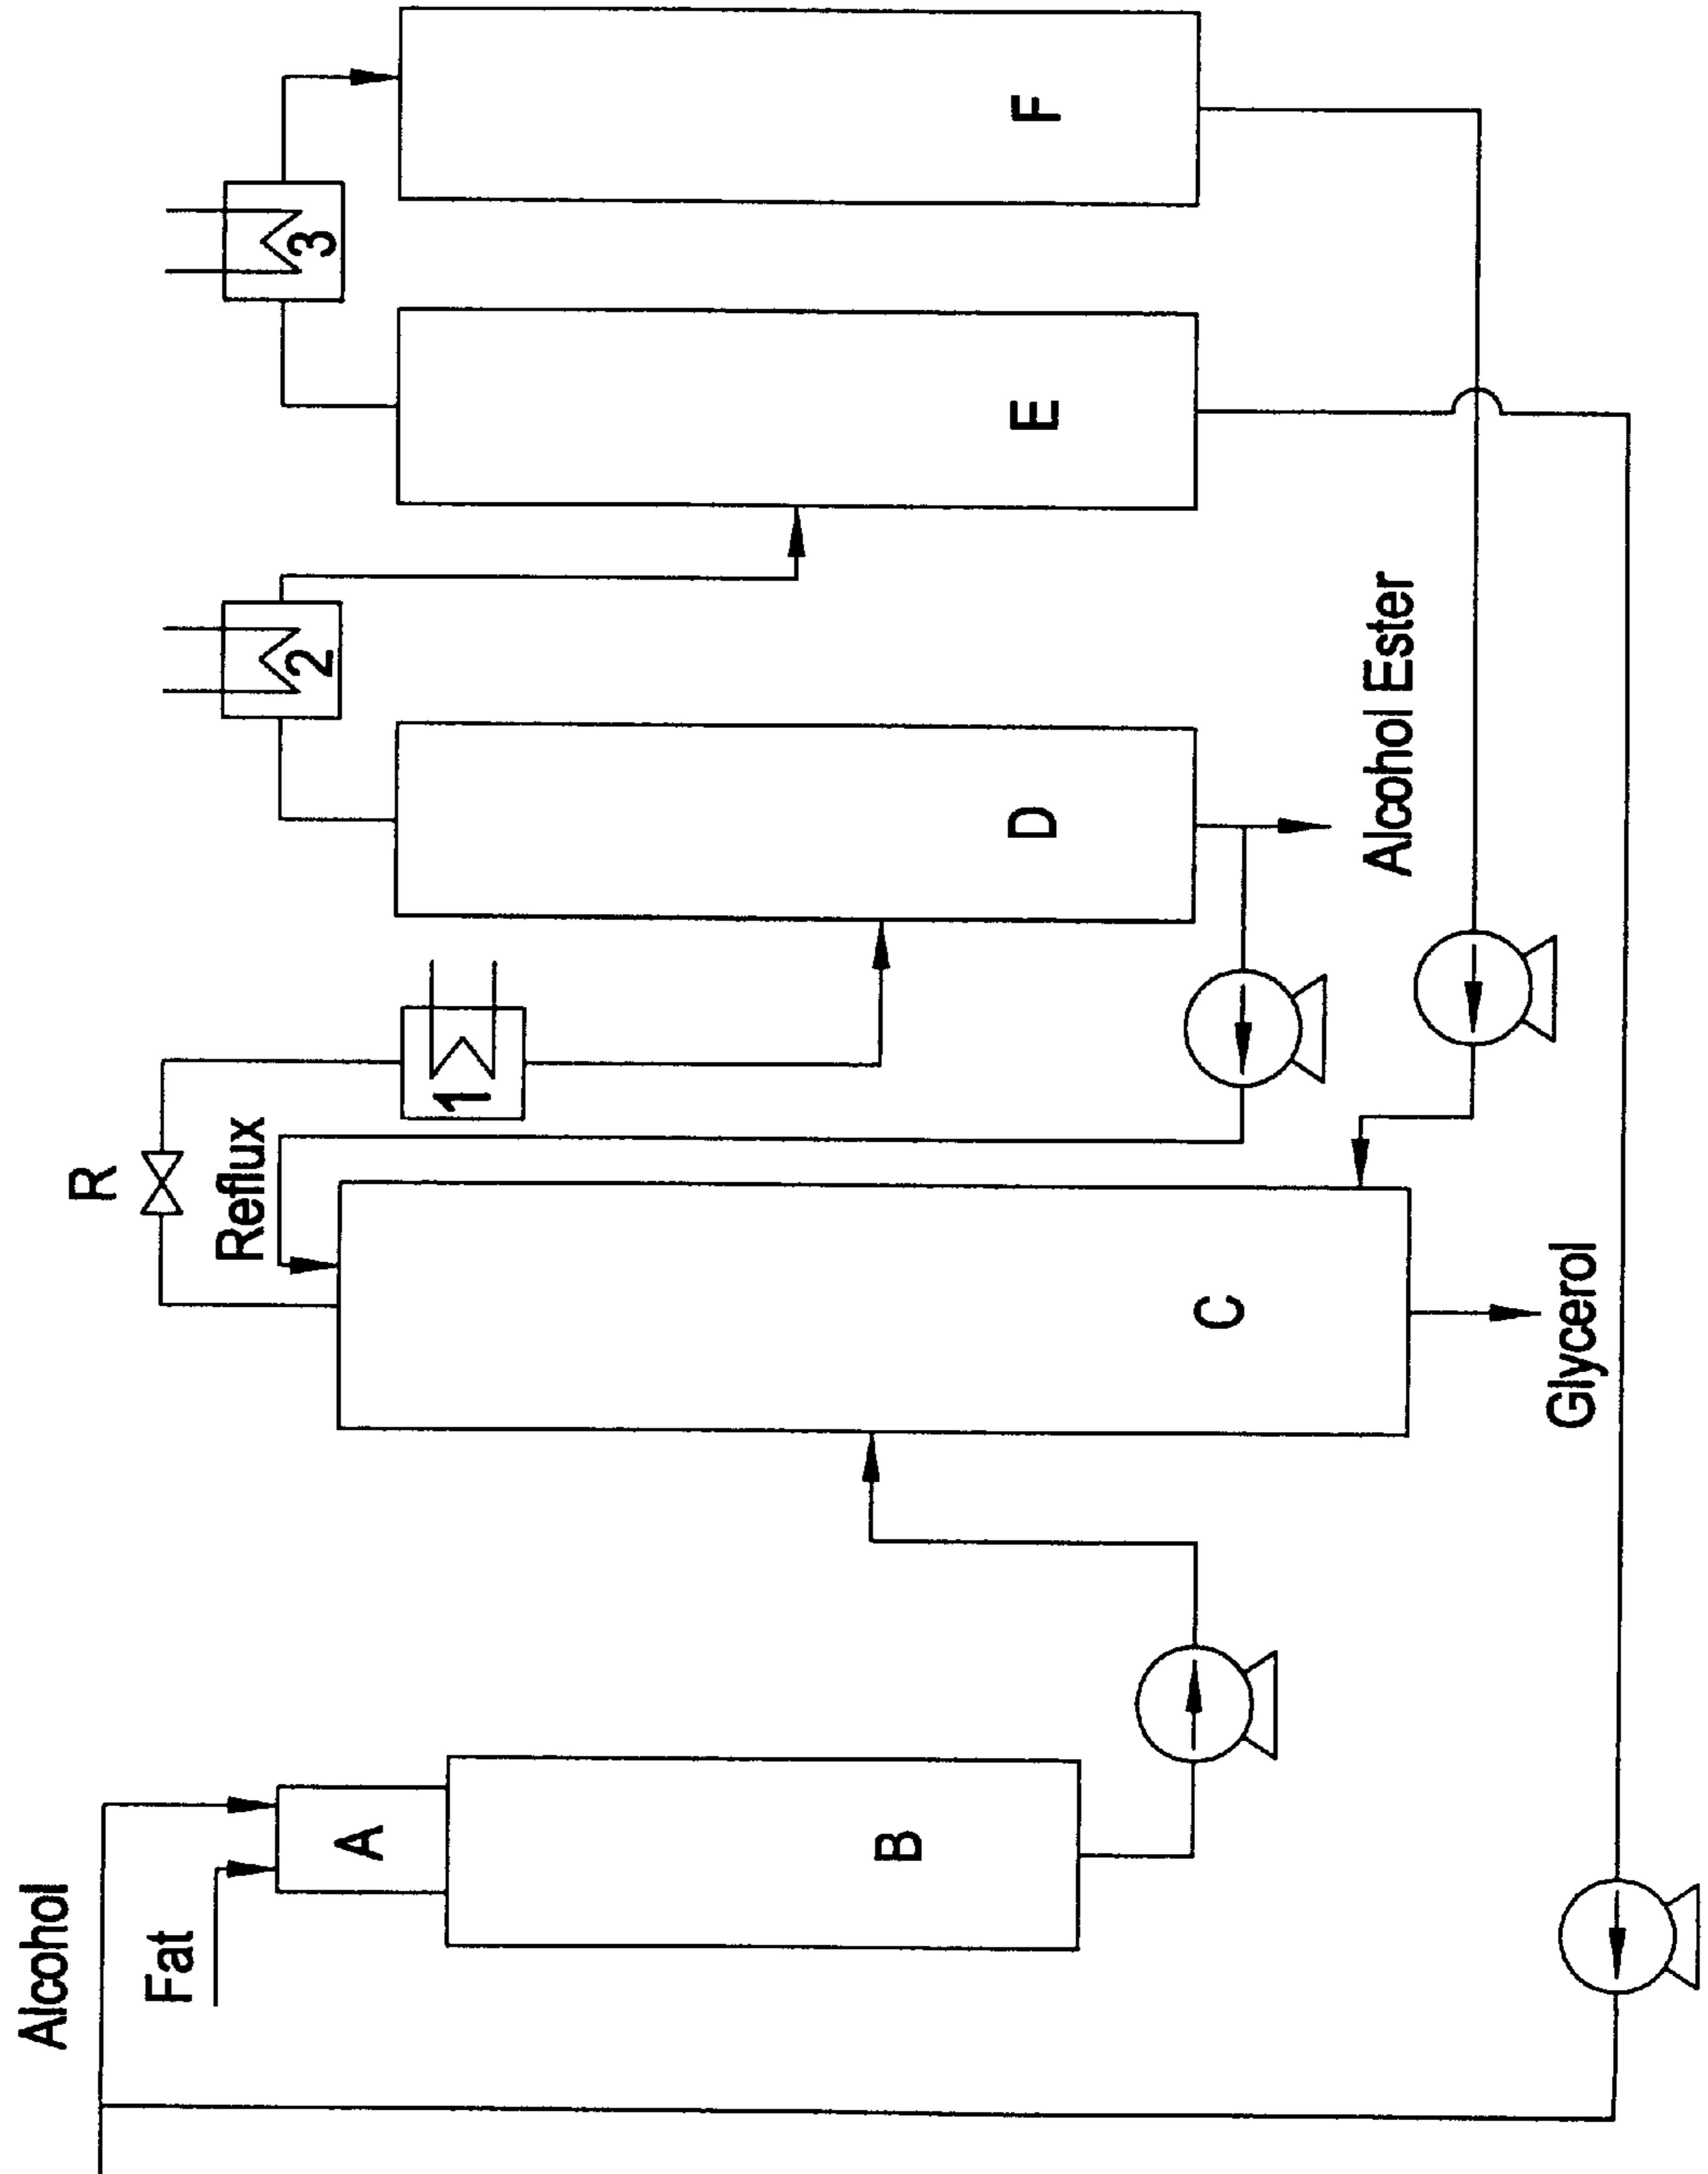 Alcohol
Fat
A
B
R
Reflux
C
Glycerol
1
D
Alcohol Ester
2
E
3
F